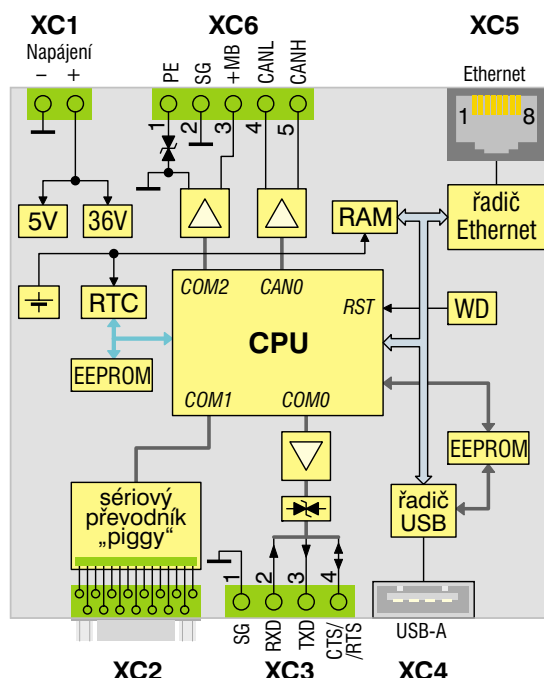 XC1
XC6
XC5
Napájení
– +
PE
SG
+MB
CANL
CANH
Ethernet
1 2 3 4 5
1 8
5V
36V
RAM
řadič
Ethernet
RTC
COM2
CAN0
RST
WD
CPU
EEPROM
COM1
COM0
EEPROM
sériový
převodník
„piggy“
řadič
USB
1 2 3 4
SG
RXD
TXD
CTS/
/RTS
USB-A
XC2
XC3
XC4